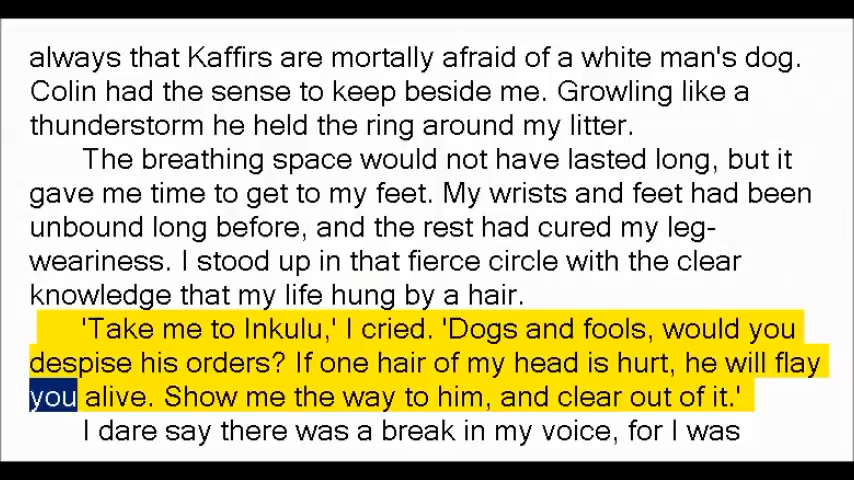 always that Kaffirs are mortally afraid of a white man's dog.
Colin had the sense to keep beside me. Growling like a
thunderstorm he held the ring around my litter.
The breathing space would not have lasted long, but it
gave me time to get to my feet. My wrists and feet had been
unbound long before, and the rest had cured my leg-
weariness. I stood up in that fierce circle with the clear
knowledge that my life hung by a hair.
'Take me to Inkulu,' I cried. 'Dogs and fools, would you
despise his orders? If one hair of my head is hurt, he will flay
you alive. Show me the way to him, and clear out of it.'
I dare say there was a break in my voice, for I was